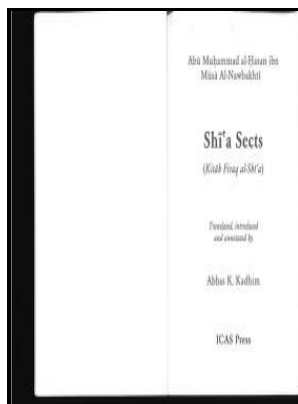 Abū Muḥammad al-Ḥasan ibn
Mūsā Al-Nawbakhtī
Shīʿa Sects
(Kitāb Firaq al-Shīʿa)
Translated, introduced
and annotated by
Abbas K. Kadhim
ICAS Press